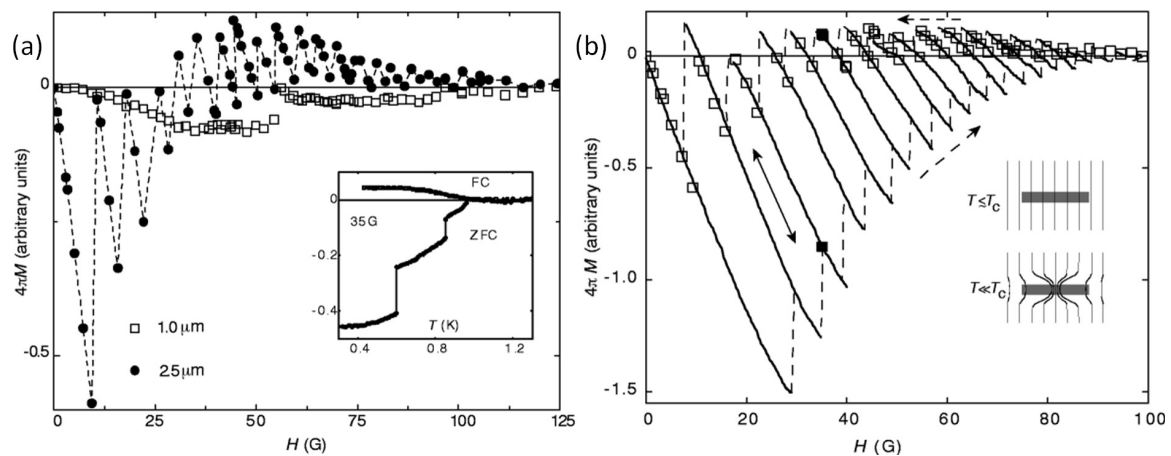 (a)
0
-0.5
4πM (arbitrary units)
□ 1.0 μm
● 2.5 μm
0 25 50 75 100 125
H (G)
FC
35 G
ZFC
0
-0.2
-0.4
T (K)
0.4 0.8 1.2
(b)
0
-0.5
-1.0
-1.5
4π M (arbitrary units)
T ≲ Tc
T ≪ Tc
0 20 40 60 80 100
H (G)